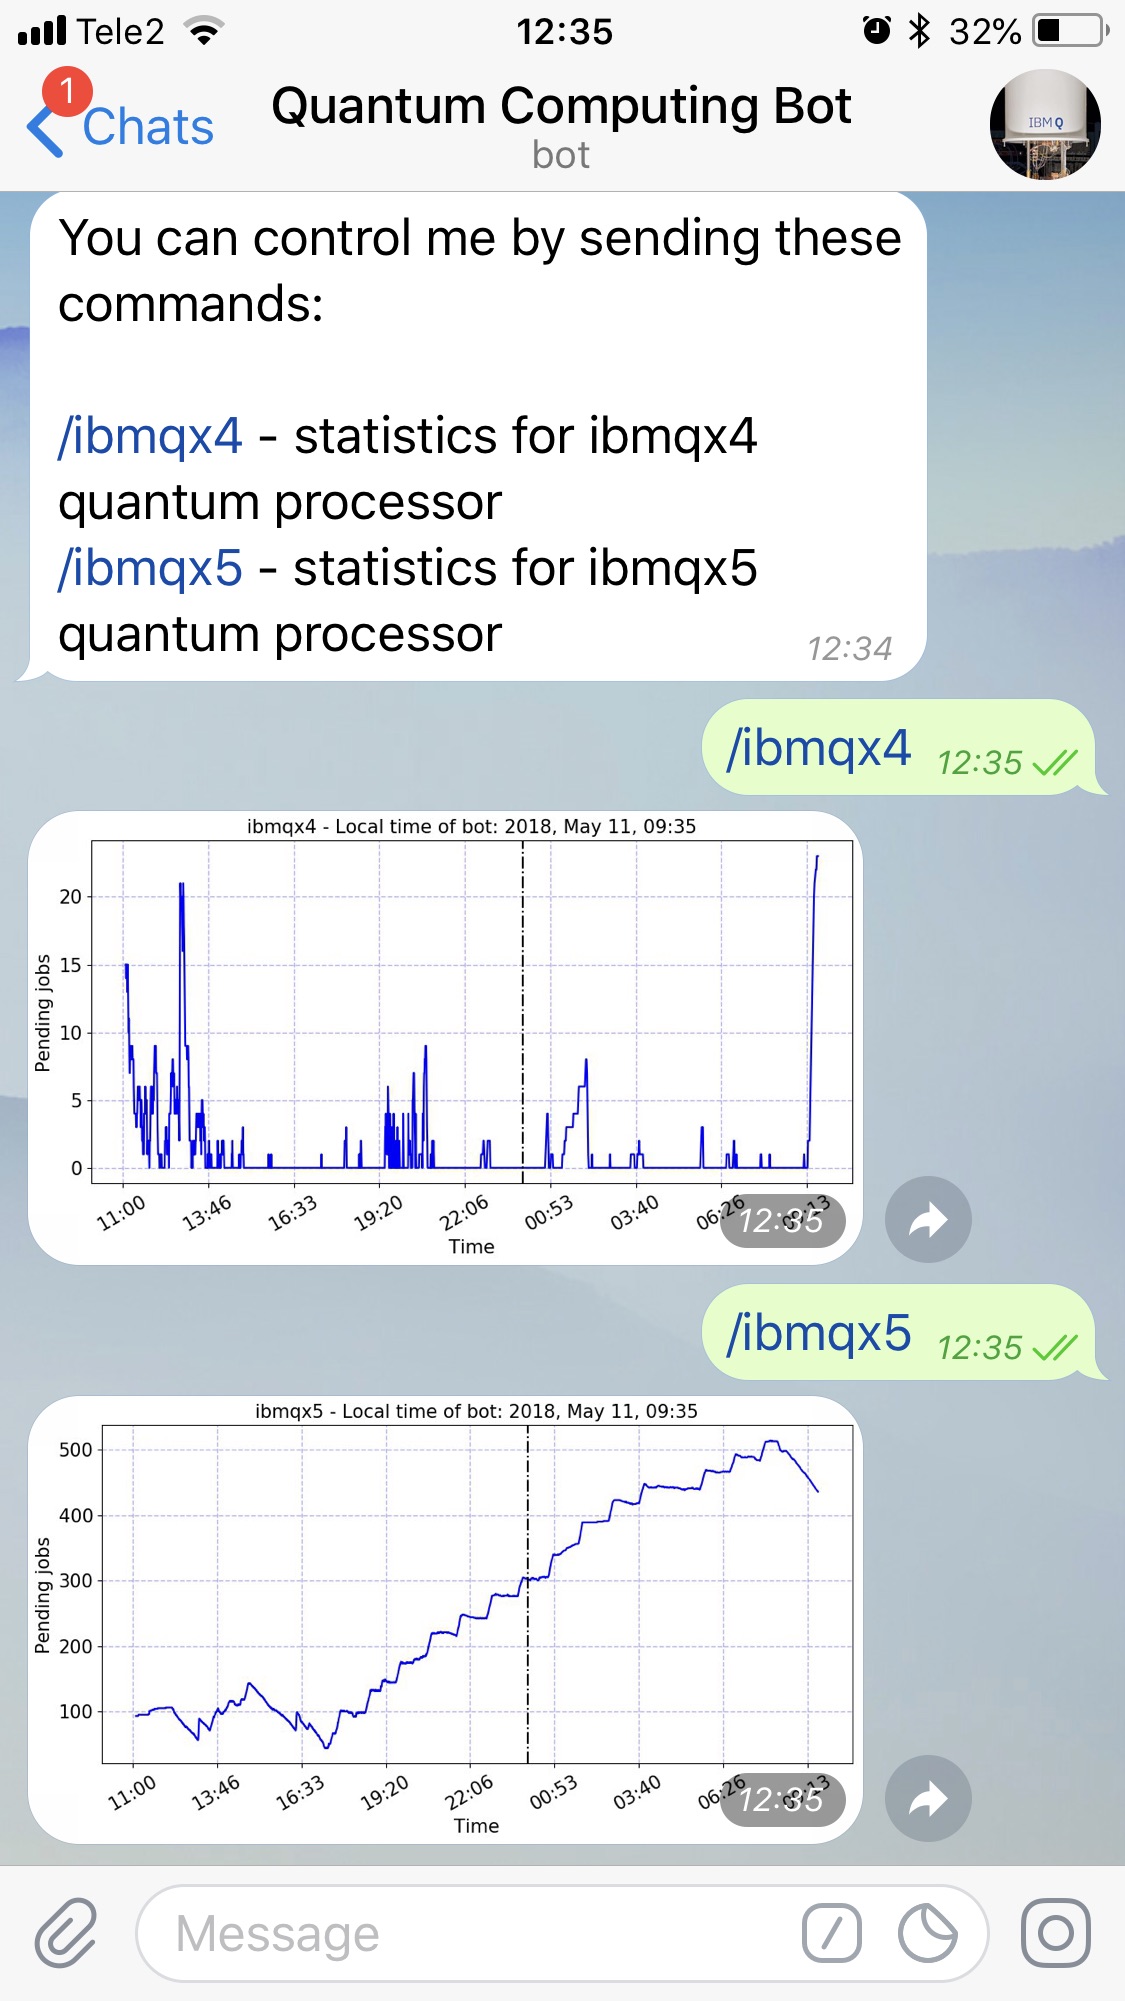 Tele2
12:35
32%
1
Chats
Quantum Computing Bot
bot
IBM Q
You can control me by sending these
commands:
/ibmqx4 - statistics for ibmqx4
quantum processor
/ibmqx5 - statistics for ibmqx5
quantum processor
12:34
/ibmqx4 12:35
ibmqx4 - Local time of bot: 2018, May 11, 09:35
Pending jobs
20
15
10
5
0
11:00 13:46 16:33 19:20 22:06 00:53 03:40 06:26 09:13
12:35
Time
/ibmqx5 12:35
ibmqx5 - Local time of bot: 2018, May 11, 09:35
Pending jobs
500
400
300
200
100
11:00 13:46 16:33 19:20 22:06 00:53 03:40 06:26 09:13
12:35
Time
Message